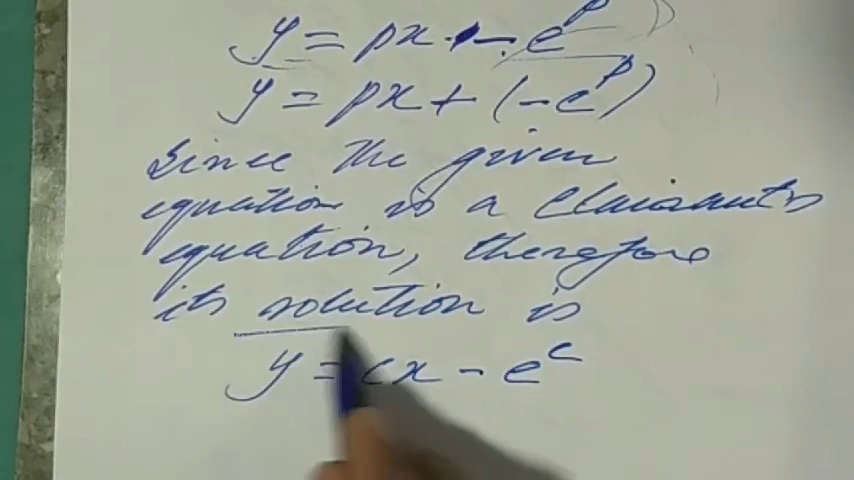 y = px - e^p
y = px + (-e^p)
Since the given
equation is a Clairaut's
equation, therefore
its solution is
y = cx - e^c